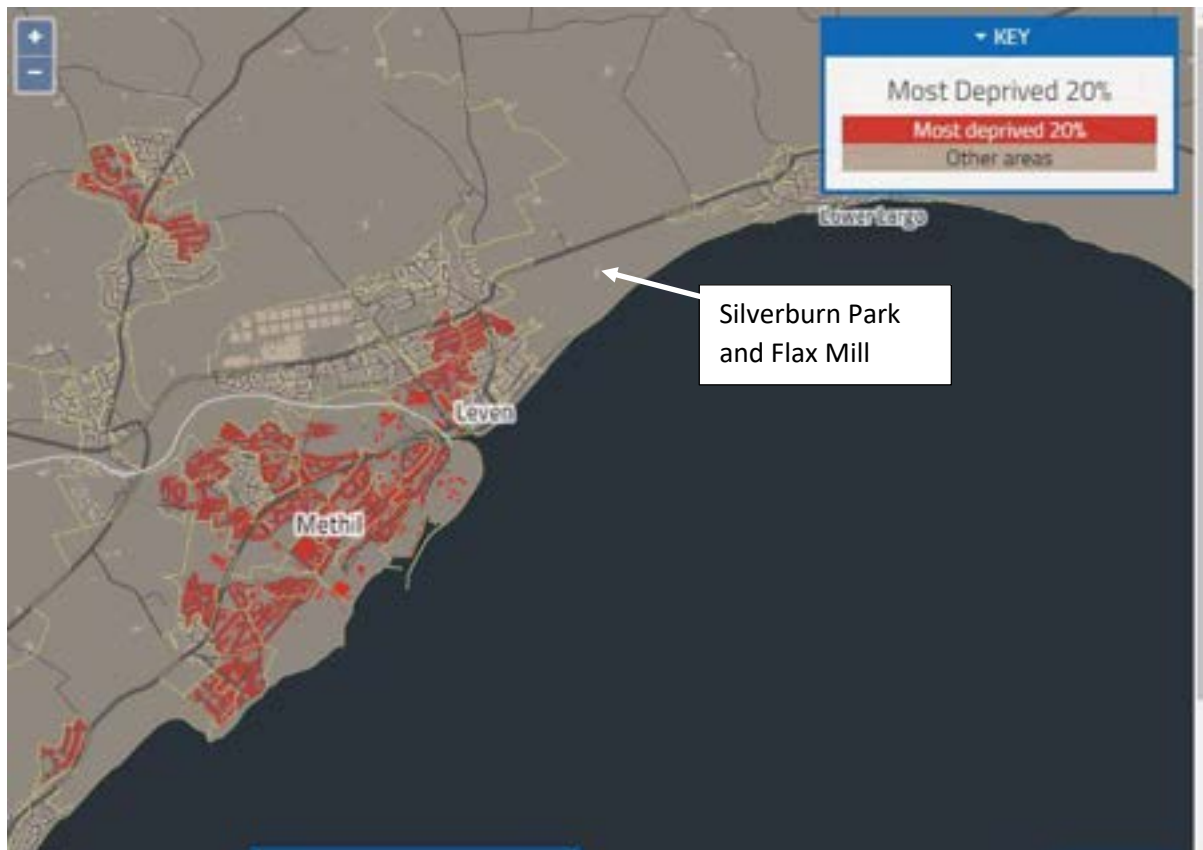 +
−
KEY
Most Deprived 20%
Most deprived 20%
Other areas
Lower Largo
Silverburn Park
and Flax Mill
Leven
Methil